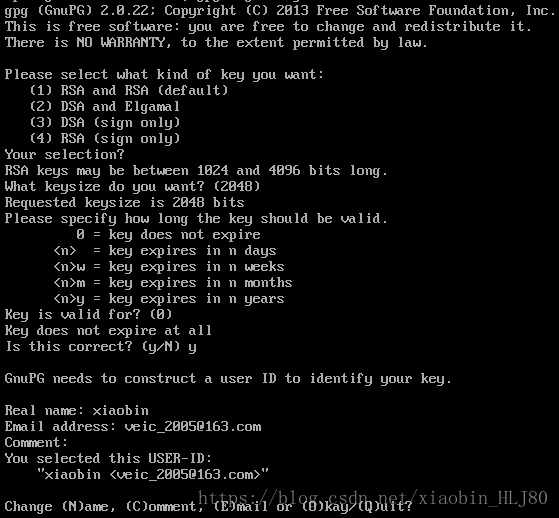 gpg (GnuPG) 2.0.22; Copyright (C) 2013 Free Software Foundation, Inc.
This is free software: you are free to change and redistribute it.
There is NO WARRANTY, to the extent permitted by law.
Please select what kind of key you want:
(1) RSA and RSA (default)
(2) DSA and Elgamal
(3) DSA (sign only)
(4) RSA (sign only)
Your selection?
RSA keys may be between 1024 and 4096 bits long.
What keysize do you want? (2048)
Requested keysize is 2048 bits
Please specify how long the key should be valid.
0 = key does not expire
<n>  = key expires in n days
<n>w = key expires in n weeks
<n>m = key expires in n months
<n>y = key expires in n years
Key is valid for? (0)
Key does not expire at all
Is this correct? (y/N) y
GnuPG needs to construct a user ID to identify your key.
Real name: xiaobin
Email address: veic_2005@163.com
Comment:
You selected this USER-ID:
"xiaobin <veic_2005@163.com>"
Change (N)ame, (C)omment, (E)mail or (O)kay/(Q)uit?
https://blog.csdn.net/xiaobin_HLJ80